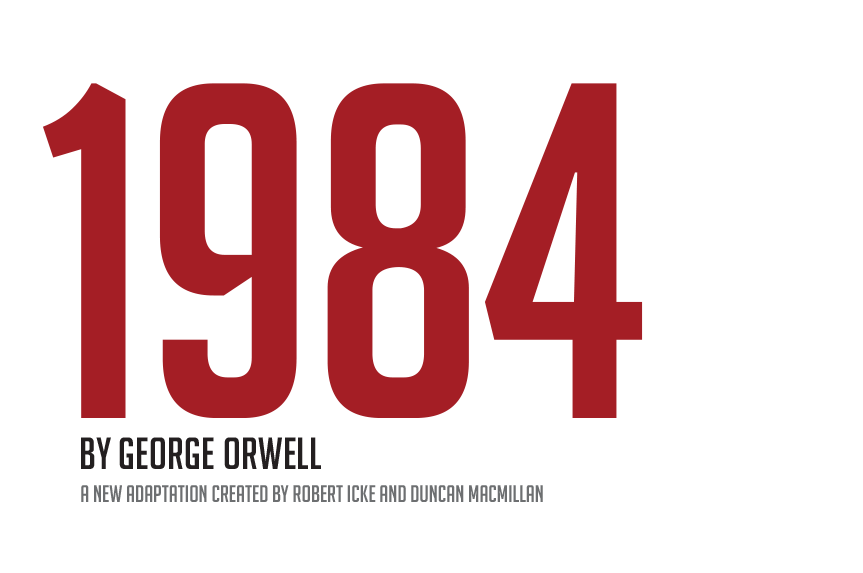 1984
BY GEORGE ORWELL
A NEW ADAPTATION CREATED BY ROBERT ICKE AND DUNCAN MACMILLAN